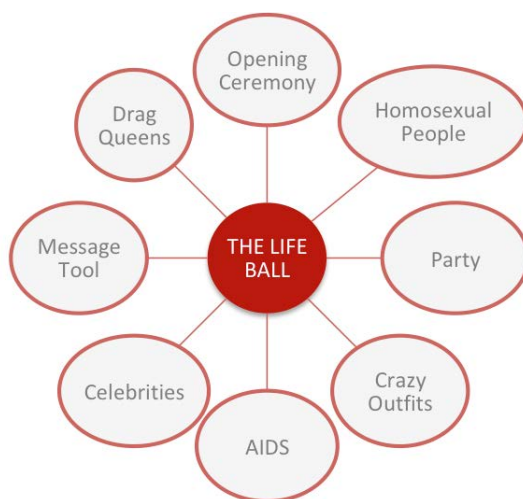 Opening
Ceremony
Homosexual
People
Drag
Queens
Message
Tool
THE LIFE
BALL
Party
Celebrities
Crazy
Outfits
AIDS